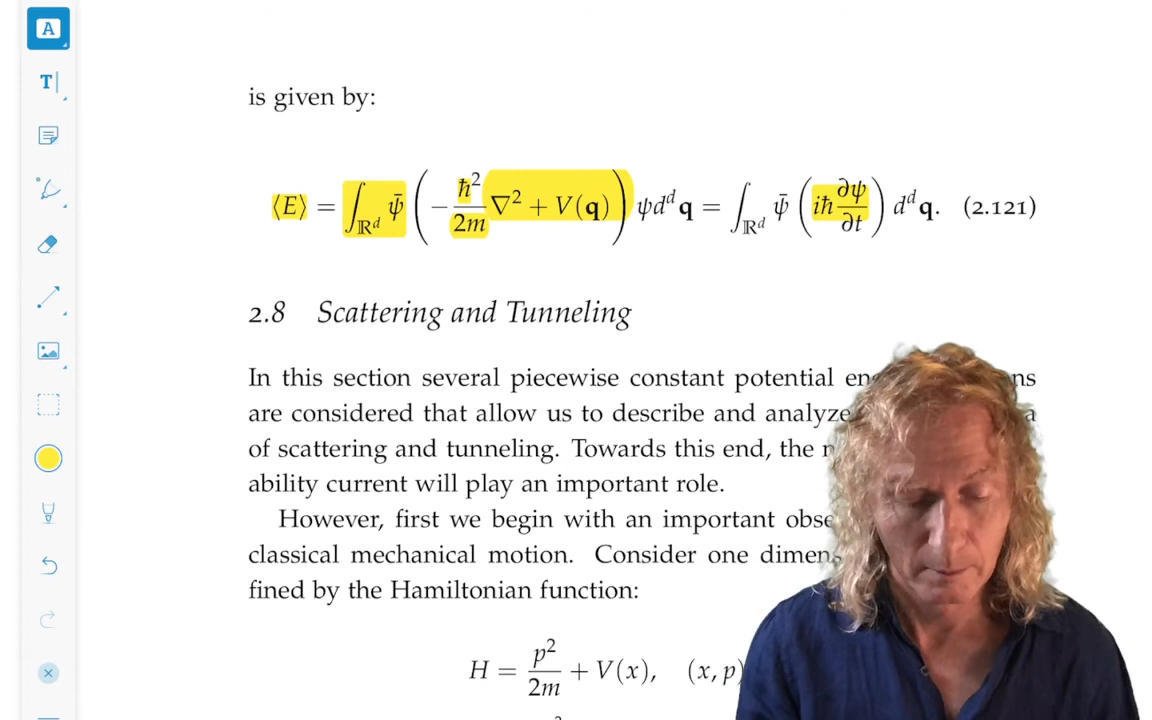 A
T|
is given by:
⟨E⟩ = ∫_{ℝ^d} ψ̄ ( −ℏ²/2m ∇² + V(q) ) ψ d^d q = ∫_{ℝ^d} ψ̄ ( iℏ ∂ψ/∂t ) d^d q. (2.121)
2.8 Scattering and Tunneling
In this section several piecewise constant potential
are considered that allow us to describe and analyze
of scattering and tunneling. Towards this end, the
ability current will play an important role.
However, first we begin with an important
classical mechanical motion. Consider one
fined by the Hamiltonian function:
H = p²/2m + V(x), (x, p)